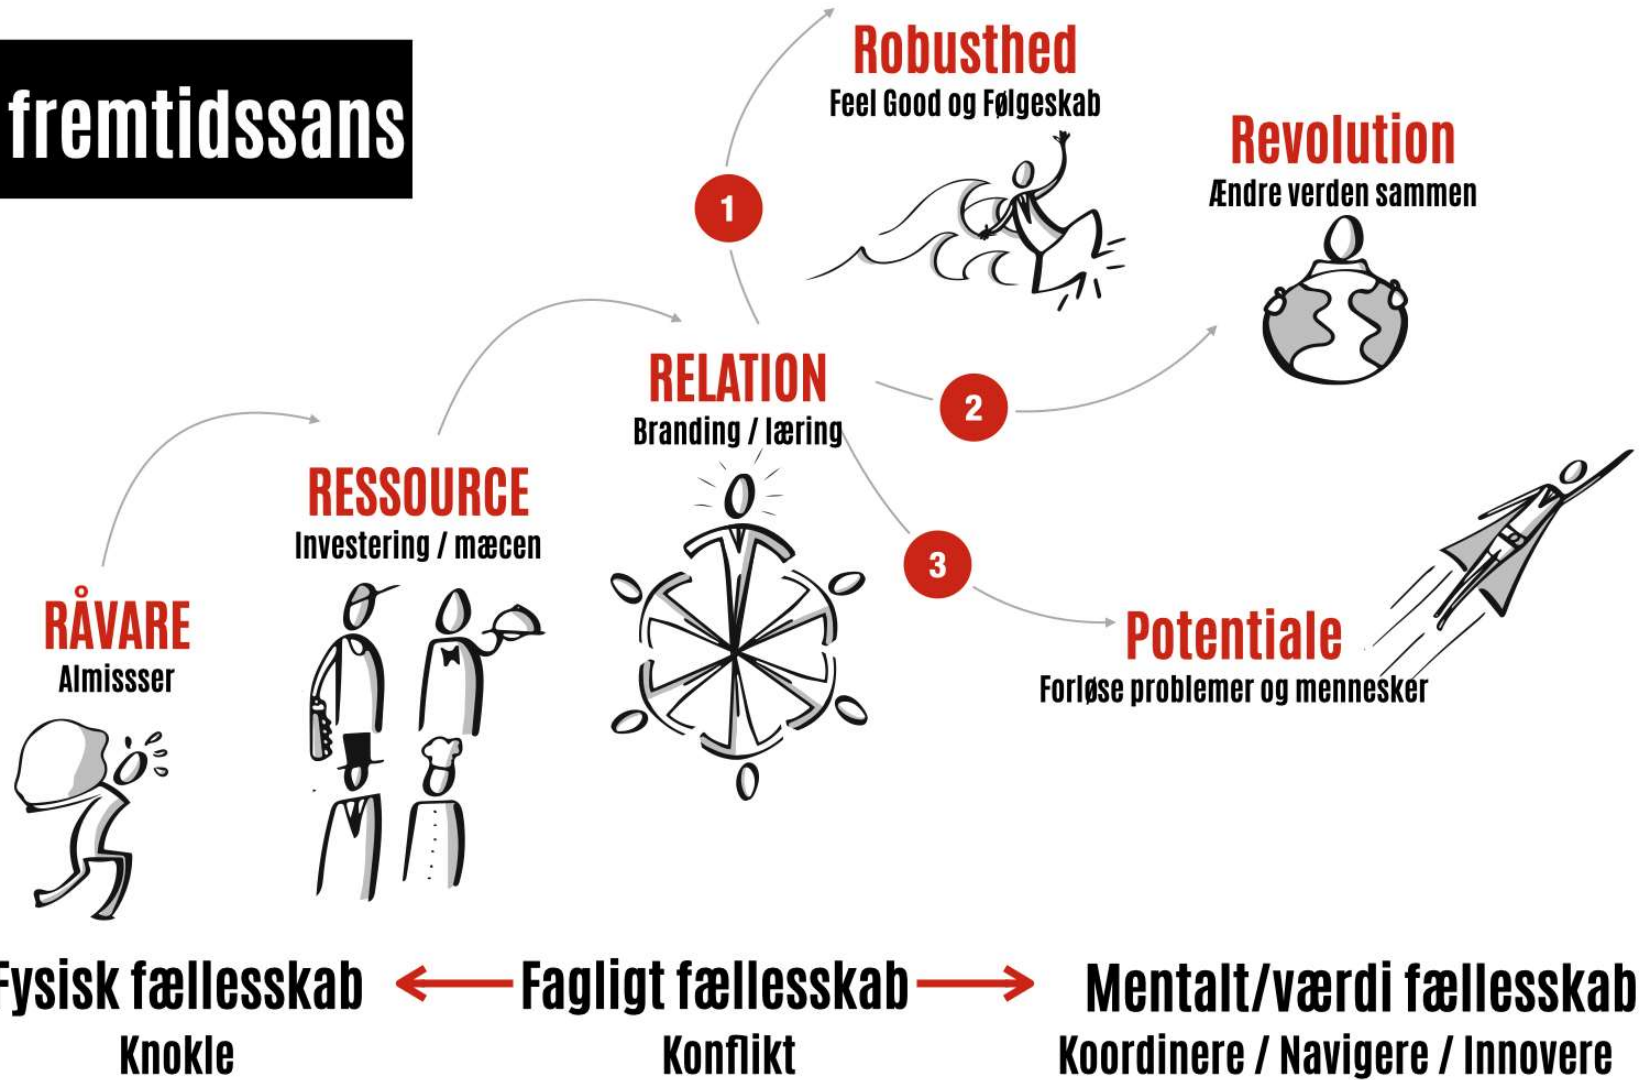 fremtidssans
Robusthed
Feel Good og Følgeskab
Revolution
Ændre verden sammen
1
RELATION
Branding / læring
2
RESSOURCE
Investering / mæcen
3
RÅVARE
Almissser
Potentiale
Forløse problemer og mennesker
Fysisk fællesskab
Fagligt fællesskab
Mentalt/værdi fællesskab
Knokle
Konflikt
Koordinere / Navigere / Innovere